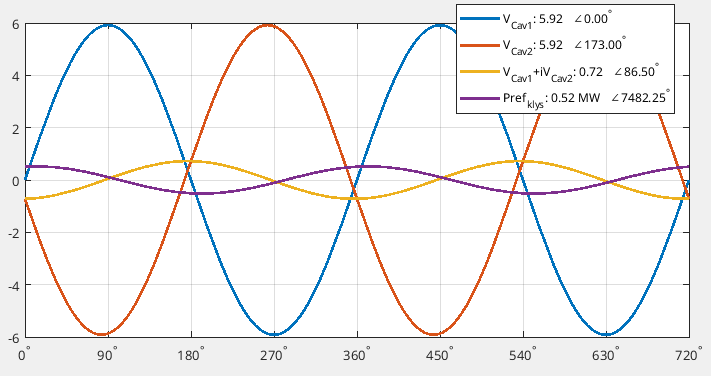 V_Cav1: 5.92 ∠0.00°
V_Cav2: 5.92 ∠173.00°
V_Cav1+iV_Cav2: 0.72 ∠86.50°
Pref_klys: 0.52 MW ∠7482.25°
6
4
2
0
-2
-4
-6
0° 90° 180° 270° 360° 450° 540° 630° 720°